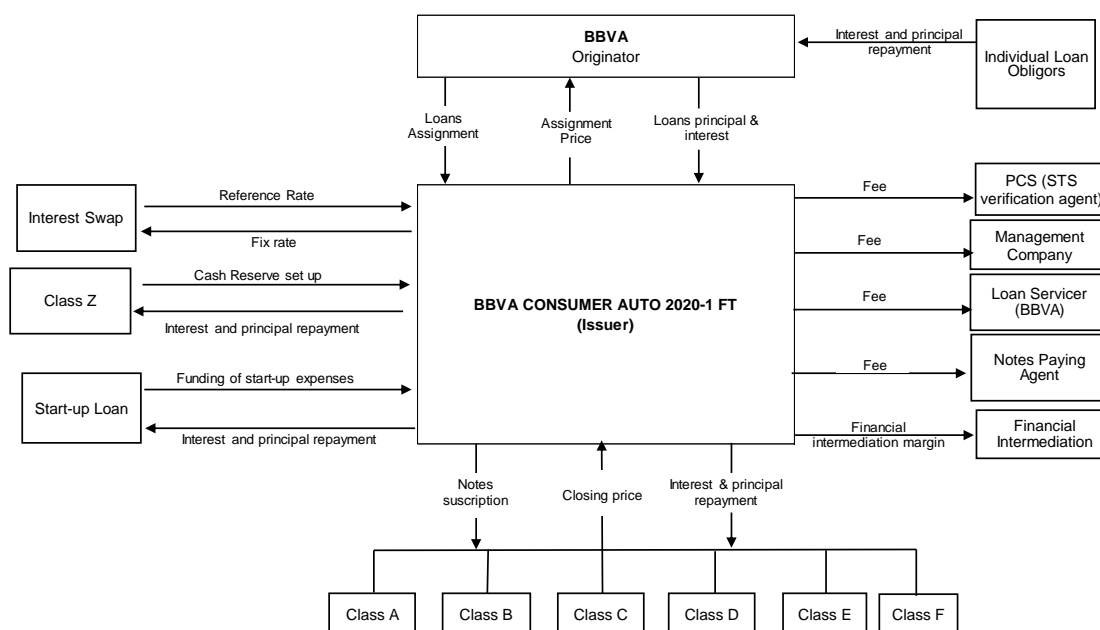 BBVA
Originator
Interest and principal
repayment
Individual Loan
Obligors
Loans
Assignment
Assignment
Price
Loans principal &
interest
Interest Swap
Reference Rate
Fix rate
Class Z
Cash Reserve set up
Interest and principal repayment
Start-up Loan
Funding of start-up expenses
Interest and principal repayment
BBVA CONSUMER AUTO 2020-1 FT
(Issuer)
Fee
PCS (STS
verification agent)
Fee
Management
Company
Fee
Loan Servicer
(BBVA)
Fee
Notes Paying
Agent
Financial
intermediation margin
Financial
Intermediation
Notes
suscription
Closing price
Interest & principal
repayment
Class A
Class B
Class C
Class D
Class E
Class F